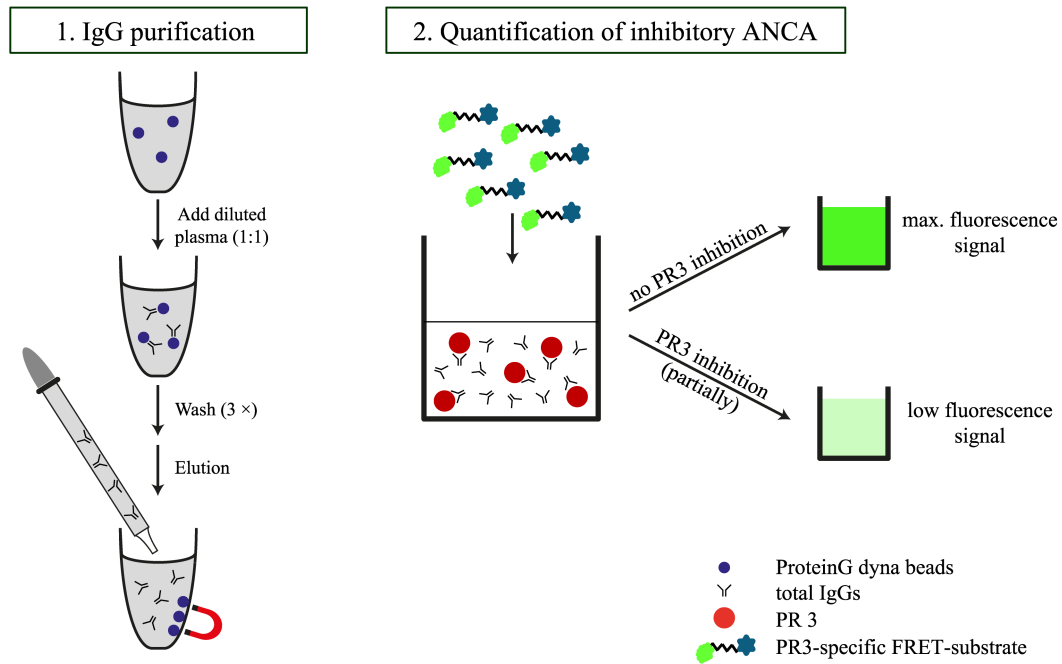 1. IgG purification
Add diluted
plasma (1:1)
Wash (3 ×)
Elution
2. Quantification of inhibitory ANCA
no PR3 inhibition
PR3 inhibition
(partially)
max. fluorescence
signal
low fluorescence
signal
ProteinG dyna beads
total IgGs
PR 3
PR3-specific FRET-substrate